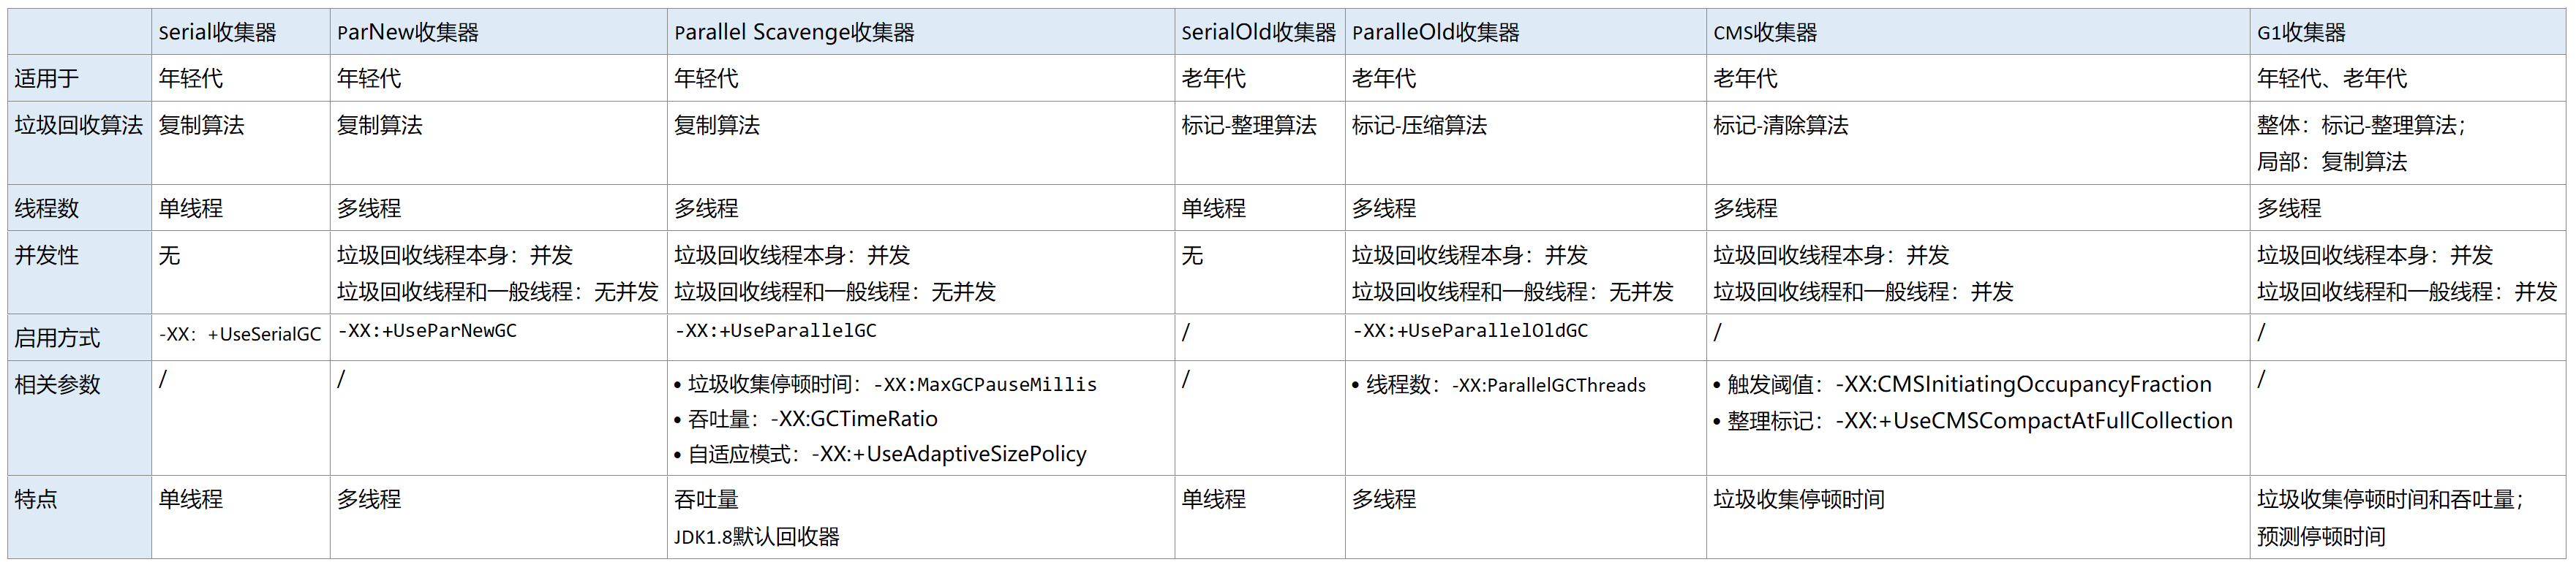 Serial收集器 ParNew收集器 Parallel Scavenge收集器 SerialOld收集器 ParalleOld收集器 CMS收集器 G1收集器
适用于 年轻代 年轻代 年轻代 老年代 老年代 老年代 年轻代、老年代
垃圾回收算法 复制算法 复制算法 复制算法 标记-整理算法 标记-压缩算法 标记-清除算法 整体：标记-整理算法；
局部：复制算法
线程数 单线程 多线程 多线程 单线程 多线程 多线程 多线程
并发性 无 垃圾回收线程本身：并发 垃圾回收线程本身：并发 无 垃圾回收线程本身：并发 垃圾回收线程本身：并发 垃圾回收线程本身：并发
垃圾回收线程和一般线程：无并发 垃圾回收线程和一般线程：无并发 垃圾回收线程和一般线程：无并发 垃圾回收线程和一般线程：并发 垃圾回收线程和一般线程：并发
启用方式 -XX：+UseSerialGC -XX:+UseParNewGC -XX:+UseParallelGC / -XX:+UseParallelOldGC / /
相关参数 / / • 垃圾收集停顿时间：-XX:MaxGCPauseMillis / • 线程数：-XX:ParallelGCThreads • 触发阈值：-XX:CMSInitiatingOccupancyFraction /
• 吞吐量：-XX:GCTimeRatio • 整理标记：-XX:+UseCMSCompactAtFullCollection
• 自适应模式：-XX:+UseAdaptiveSizePolicy
特点 单线程 多线程 吞吐量 单线程 多线程 垃圾收集停顿时间 垃圾收集停顿时间和吞吐量；
JDK1.8默认回收器 预测停顿时间